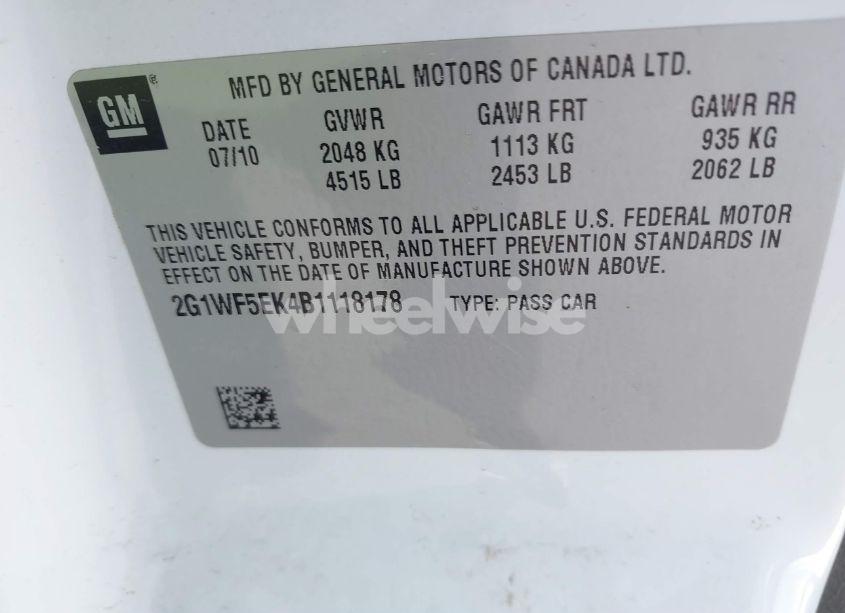 GM®
MFD BY GENERAL MOTORS OF CANADA LTD.
DATE GVWR GAWR FRT GAWR RR
07/10 2048 KG 1113 KG 935 KG
4515 LB 2453 LB 2062 LB
THIS VEHICLE CONFORMS TO ALL APPLICABLE U.S. FEDERAL MOTOR
VEHICLE SAFETY, BUMPER, AND THEFT PREVENTION STANDARDS IN
EFFECT ON THE DATE OF MANUFACTURE SHOWN ABOVE.
2G1WF5EK4B1118178 TYPE: PASS CAR
wheelwise